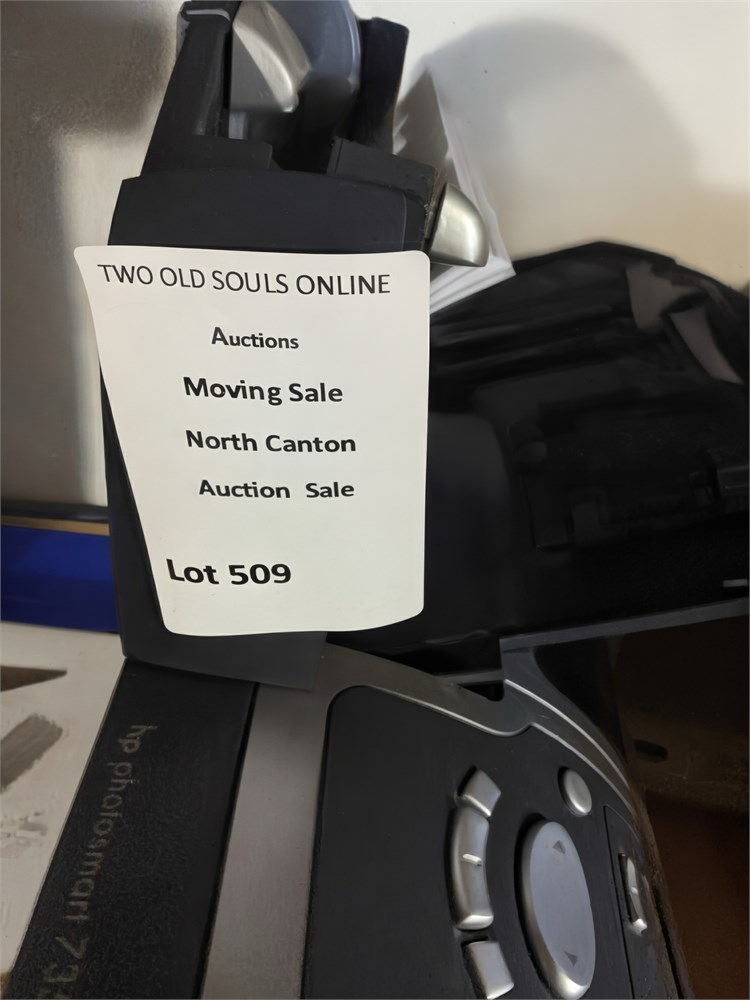 TWO OLD SOULS ONLINE
Auctions
Moving Sale
North Canton
Auction Sale
Lot 509
hp photosmart